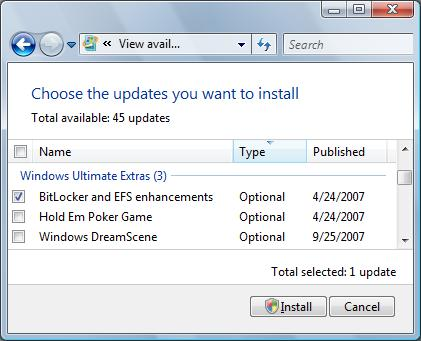 « View avail... Search
Choose the updates you want to install
Total available: 45 updates
Name Type Published
Windows Ultimate Extras (3)
BitLocker and EFS enhancements Optional 4/24/2007
Hold Em Poker Game Optional 4/24/2007
Windows DreamScene Optional 9/25/2007
Total selected: 1 update
Install Cancel